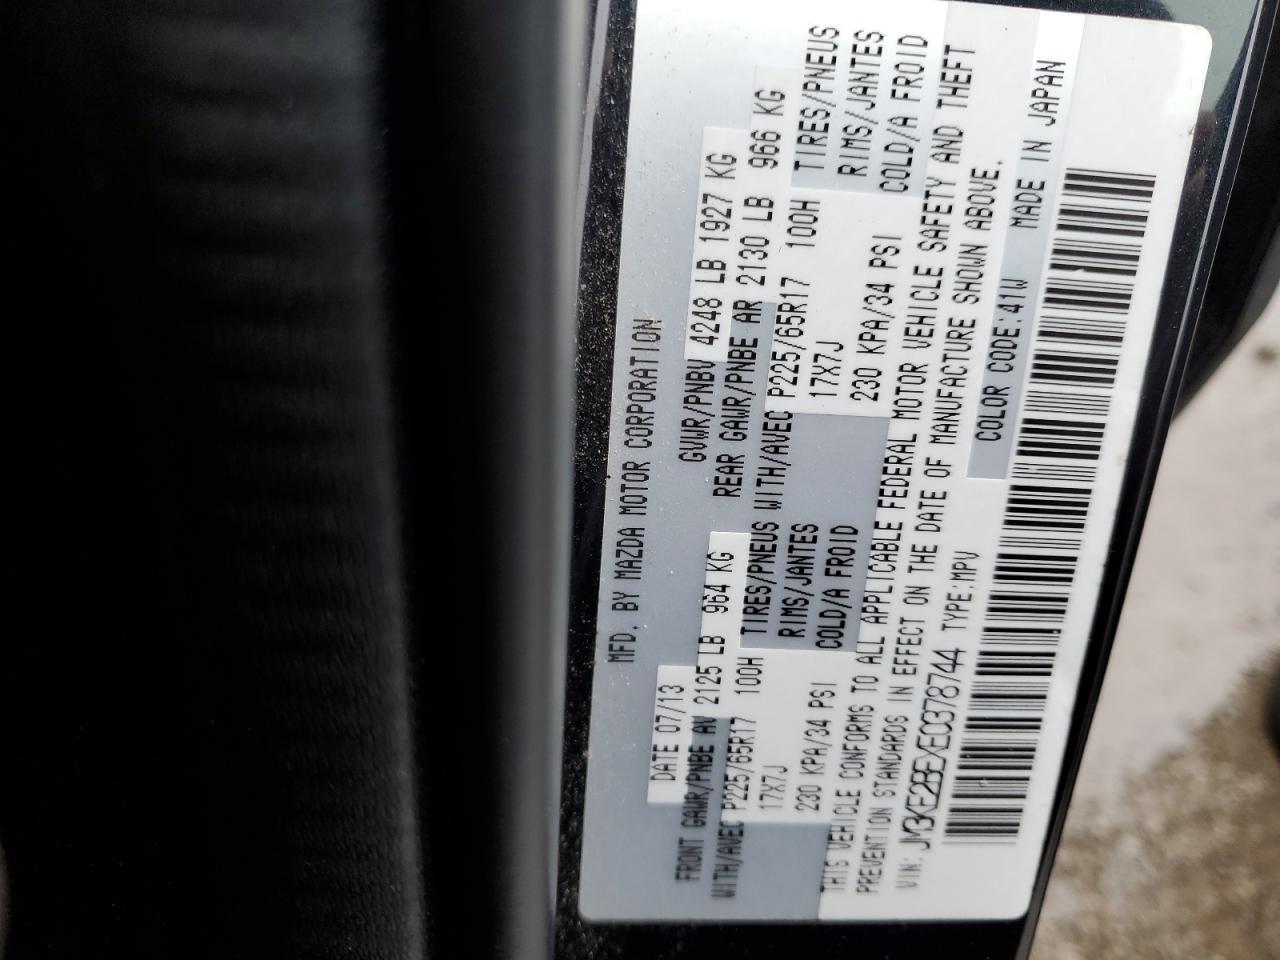 MFD. BY MAZDA MOTOR CORPORATION
DATE 07/13 GVWR/PNBV 4248 LB 1927 KG
FRONT GAWR/PNBE AV 2125 LB 964 KG REAR GAWR/PNBE AR 2130 LB 966 KG
WITH/AVEC P225/65R17 100H TIRES/PNEUS WITH/AVEC P225/65R17 100H TIRES/PNEUS
17X7J RIMS/JANTES 17X7J RIMS/JANTES
230 KPA/34 PSI COLD/A FROID 230 KPA/34 PSI COLD/A FROID
THIS VEHICLE CONFORMS TO ALL APPLICABLE FEDERAL MOTOR VEHICLE SAFETY AND THEFT
PREVENTION STANDARDS IN EFFECT ON THE DATE OF MANUFACTURE SHOWN ABOVE.
VIN: JM3KE2BEXE0378744 TYPE:MPV COLOR CODE:41W MADE IN JAPAN